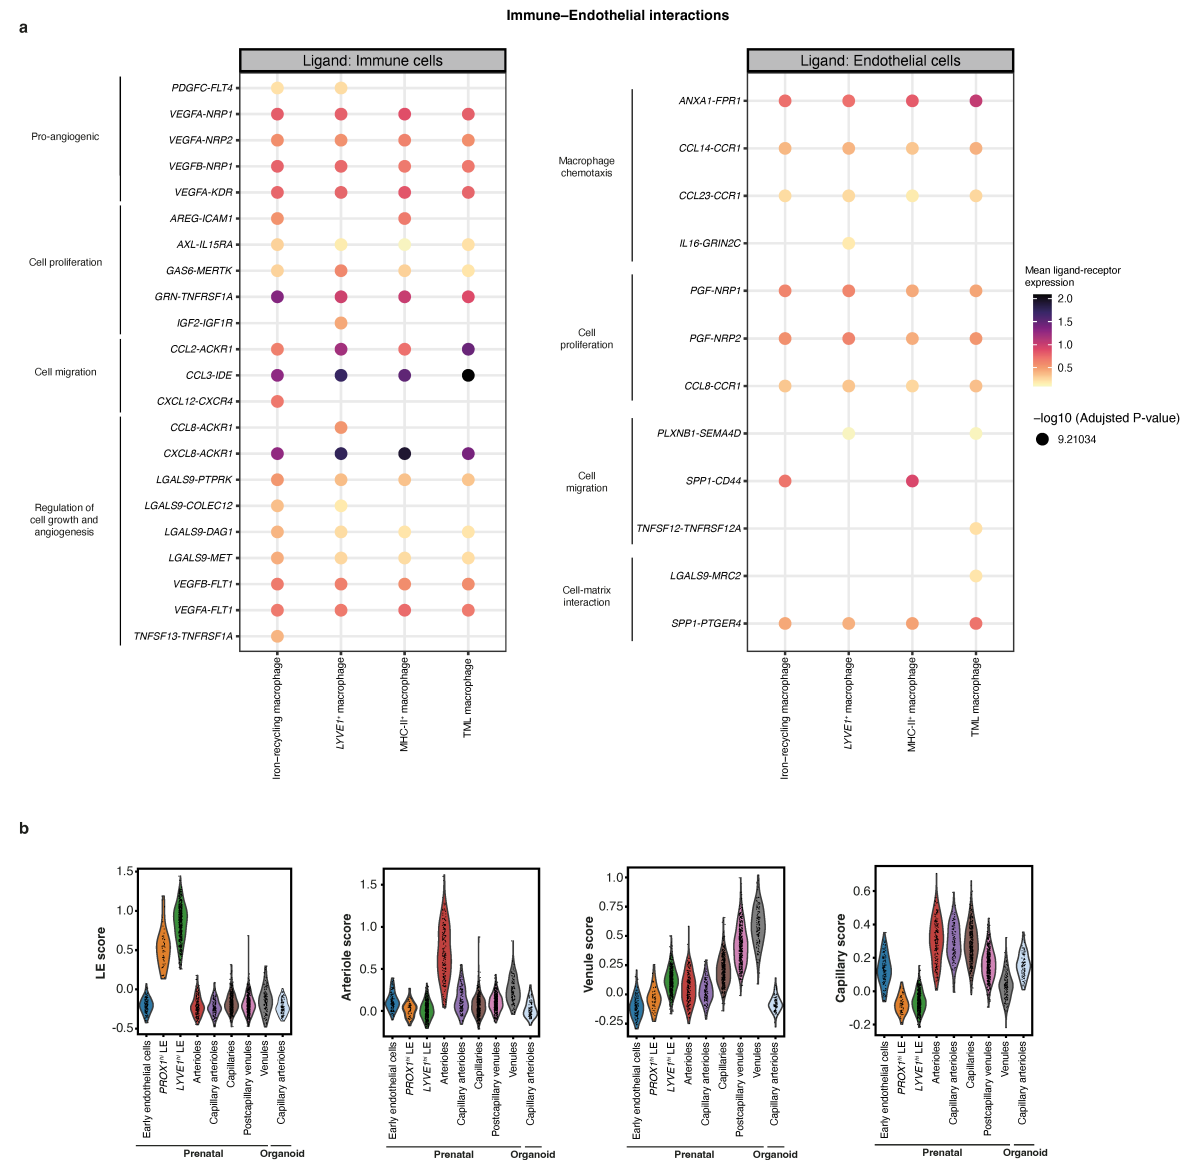 Immune–Endothelial interactions
a
Ligand: Immune cells
Pro-angiogenic
Cell proliferation
Cell migration
Regulation of
cell growth and
angiogenesis
PDGFC-FLT4
VEGFA-NRP1
VEGFA-NRP2
VEGFB-NRP1
VEGFA-KDR
AREG-ICAM1
AXL-IL15RA
GAS6-MERTK
GRN-TNFRSF1A
IGF2-IGF1R
CCL2-ACKR1
CCL3-IDE
CXCL12-CXCR4
CCL8-ACKR1
CXCL8-ACKR1
LGALS9-PTPRK
LGALS9-COLEC12
LGALS9-DAG1
LGALS9-MET
VEGFB-FLT1
VEGFA-FLT1
TNFSF13-TNFRSF1A
Iron–recycling macrophage
LYVE1+ macrophage
MHC-II+ macrophage
TML macrophage
Ligand: Endothelial cells
Macrophage
chemotaxis
Cell
proliferation
Cell
migration
Cell-matrix
interaction
ANXA1-FPR1
CCL14-CCR1
CCL23-CCR1
IL16-GRIN2C
PGF-NRP1
PGF-NRP2
CCL8-CCR1
PLXNB1-SEMA4D
SPP1-CD44
TNFSF12-TNFRSF12A
LGALS9-MRC2
SPP1-PTGER4
Iron–recycling macrophage
LYVE1+ macrophage
MHC-II+ macrophage
TML macrophage
Mean ligand-receptor
expression
2.0
1.5
1.0
0.5
–log10 (Adjusted P-value)
9.21034
b
LE score
1.5
1.0
0.5
0.0
-0.5
Early endothelial cells
PROX1hi LE
LYVE1hi LE
Arterioles
Capillary arterioles
Capillaries
Postcapillary venules
Venules
Capillary arterioles
Prenatal
Organoid
Arteriole score
1.5
1.0
0.5
0.0
Early endothelial cells
PROX1hi LE
LYVE1hi LE
Arterioles
Capillary arterioles
Capillaries
Postcapillary venules
Venules
Capillary arterioles
Prenatal
Organoid
Venule score
1.0
0.75
0.5
0.25
0.0
-0.25
Early endothelial cells
PROX1hi LE
LYVE1hi LE
Arterioles
Capillary arterioles
Capillaries
Postcapillary venules
Venules
Capillary arterioles
Prenatal
Organoid
Capillary score
0.6
0.4
0.2
0.0
-0.2
Early endothelial cells
PROX1hi LE
LYVE1hi LE
Arterioles
Capillary arterioles
Capillaries
Postcapillary venules
Venules
Capillary arterioles
Prenatal
Organoid